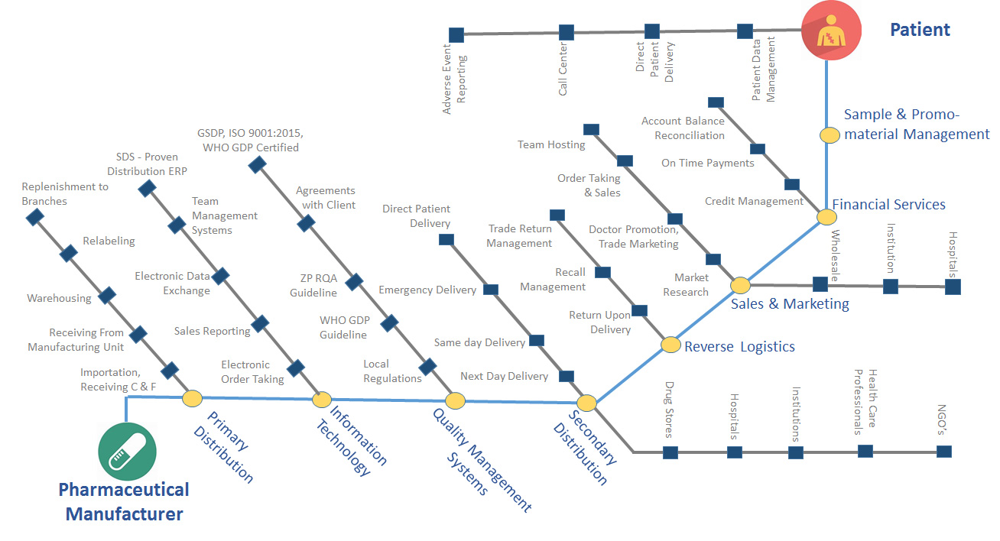 Patient
Adverse Event
Reporting
Call Center
Direct
Patient
Delivery
Patient Data
Management
Sample & Promo-
material Management
Account Balance
Reconciliation
On Time Payments
Credit Management
Financial Services
Team Hosting
Order Taking
& Sales
Doctor Promotion,
Trade Marketing
Market
Research
Sales & Marketing
Wholesale
Institution
Hospitals
Trade Return
Management
Recall
Management
Return Upon
Delivery
Reverse Logistics
Direct Patient
Delivery
Emergency Delivery
Same day Delivery
Next Day Delivery
Secondary
Distribution
Drug Stores
Hospitals
Institutions
Health Care
Professionals
NGO's
GSDP, ISO 9001:2015,
WHO GDP Certified
Agreements
with Client
ZP RQA
Guideline
WHO GDP
Guideline
Local
Regulations
Quality Management
Systems
SDS - Proven
Distribution ERP
Team
Management
Systems
Electronic Data
Exchange
Sales Reporting
Electronic
Order Taking
Information
Technology
Replenishment to
Branches
Relabeling
Warehousing
Receiving From
Manufacturing Unit
Importation,
Receiving C & F
Primary
Distribution
Pharmaceutical
Manufacturer